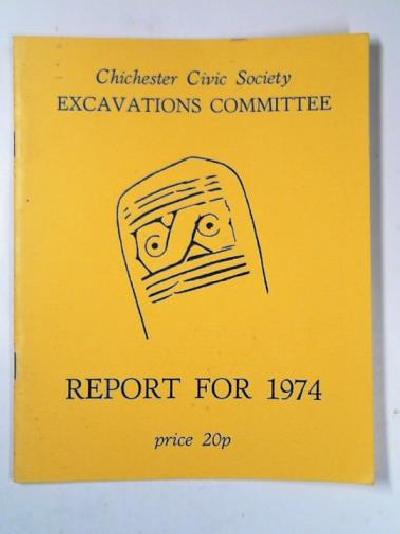 Chichester Civic Society
EXCAVATIONS COMMITTEE
REPORT FOR 1974
price 20p